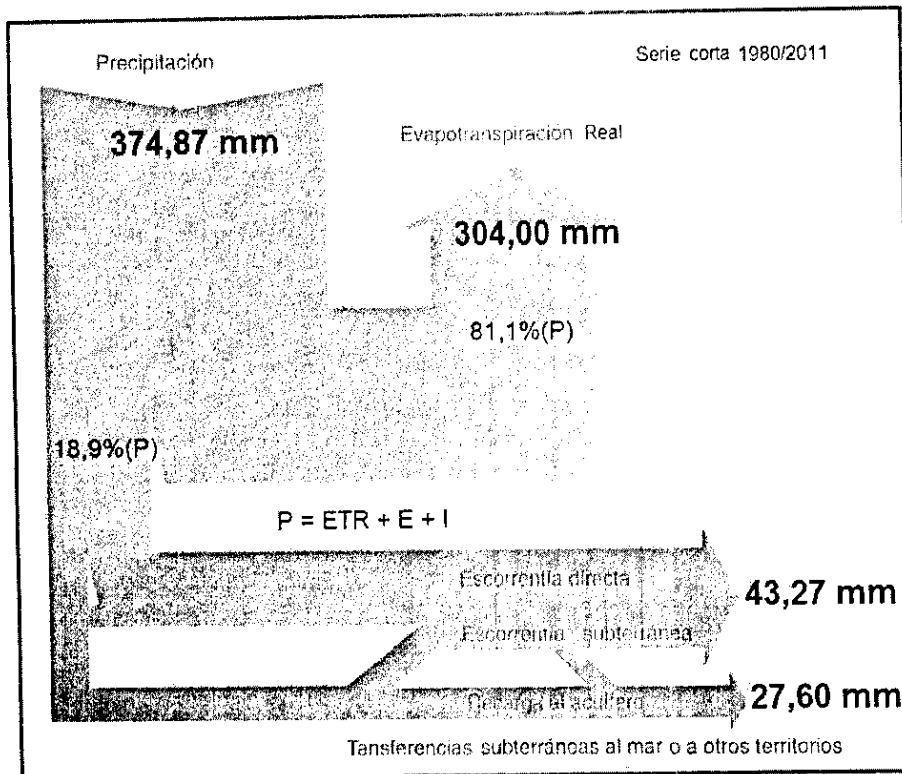 Serie corta 1980/2011
Precipitación
374,87 mm
Evapotranspiración Real
304,00 mm
81,1%(P)
18,9%(P)
P = ETR + E + I
Escorrentía directa
43,27 mm
Escorrentía subterránea
27,60 mm
al acuífero
Tansferencias subterráneas al mar o a otros territorios